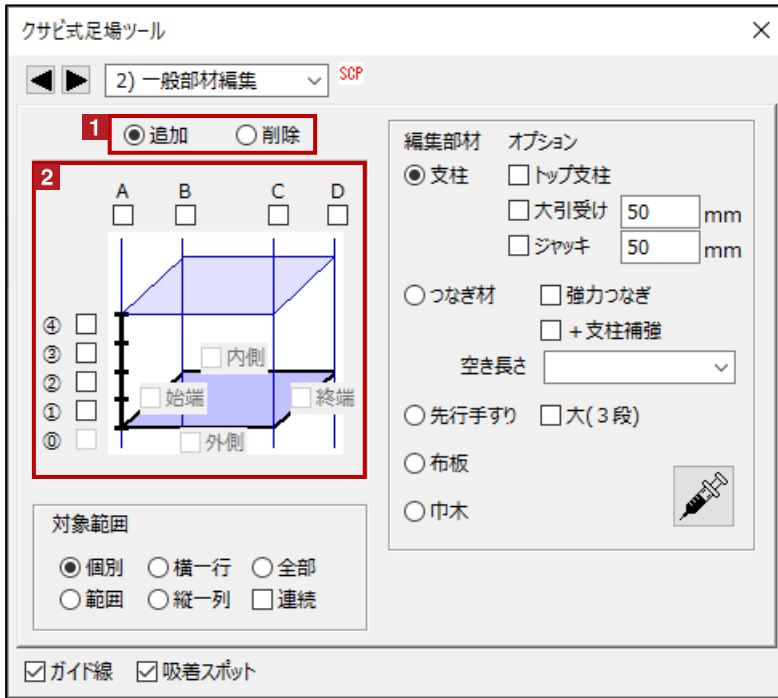 クサビ式足場ツール
2) 一般部材編集
SCP
1
追加 削除
2
A B C D
④
③
②
①
⓪
内側
始端
終端
外側
対象範囲
個別 横一行 全部
範囲 縦一列 連続
編集部材 オプション
支柱 トップ支柱
大引受け 50 mm
ジャッキ 50 mm
つなぎ材 強力つなぎ
+支柱補強
空き長さ
先行手すり 大(3段)
布板
巾木
ガイド線 吸着スポット